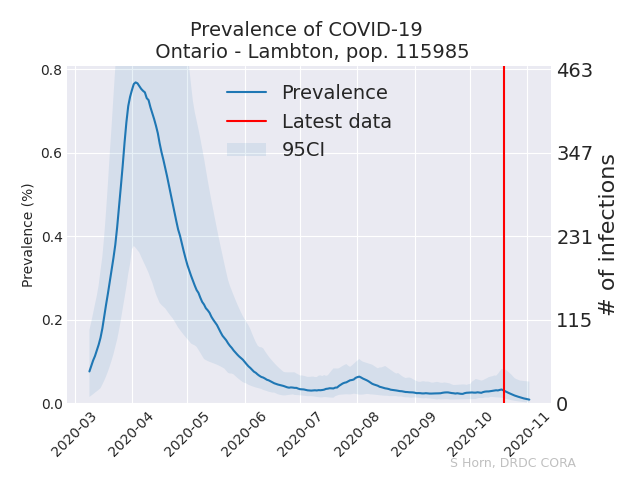 Prevalence of COVID-19
Ontario - Lambton, pop. 115985
Prevalence
Latest data
95CI
Prevalence (%)
0.8
0.6
0.4
0.2
0.0
463
347
231
115
0
# of infections
2020-03
2020-04
2020-05
2020-06
2020-07
2020-08
2020-09
2020-10
2020-11
S Horn, DRDC CORA